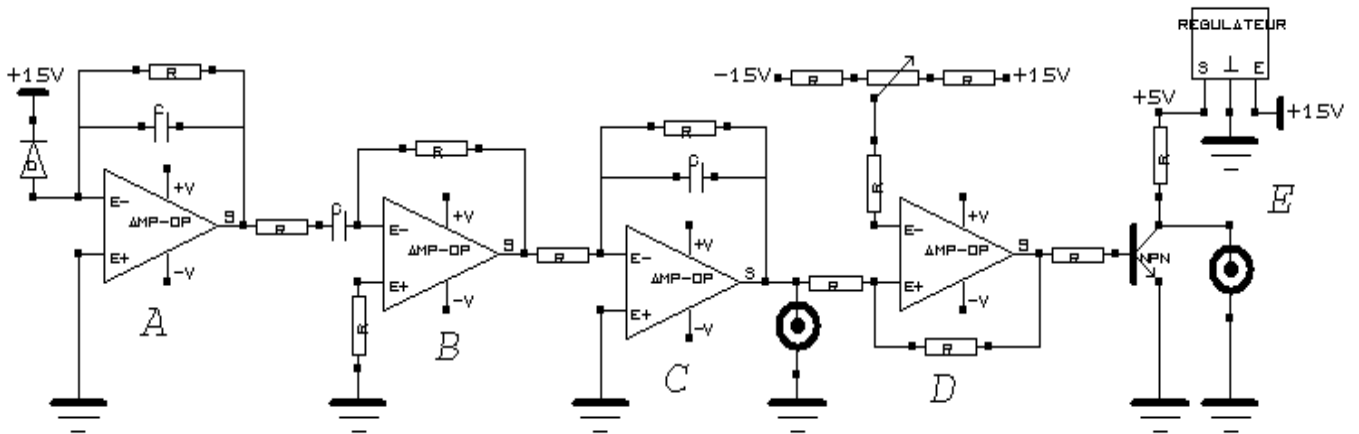 REGULATEUR
S ⊥ E
+5V
+15V
E
+15V
R
C
D
E-
E+
AMP-OP
+V
-V
S
A
R
C
R
E-
E+
AMP-OP
+V
-V
S
R
B
R
R
C
E-
E+
AMP-OP
+V
-V
S
C
-15V
R
R
+15V
R
R
E-
E+
AMP-OP
+V
-V
S
R
D
R
NPN
R